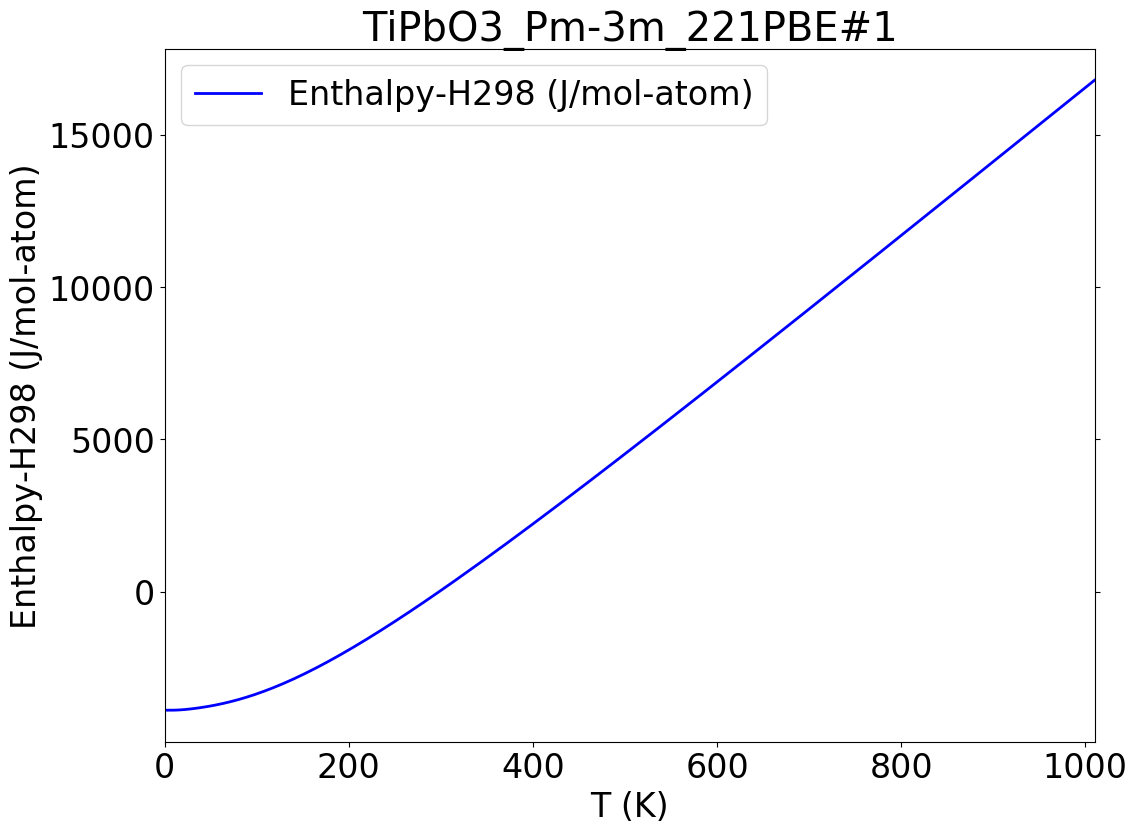 TiPbO3_Pm-3m_221PBE#1
Enthalpy-H298 (J/mol-atom)
Enthalpy-H298 (J/mol-atom)
15000
10000
5000
0
0 200 400 600 800 1000
T (K)